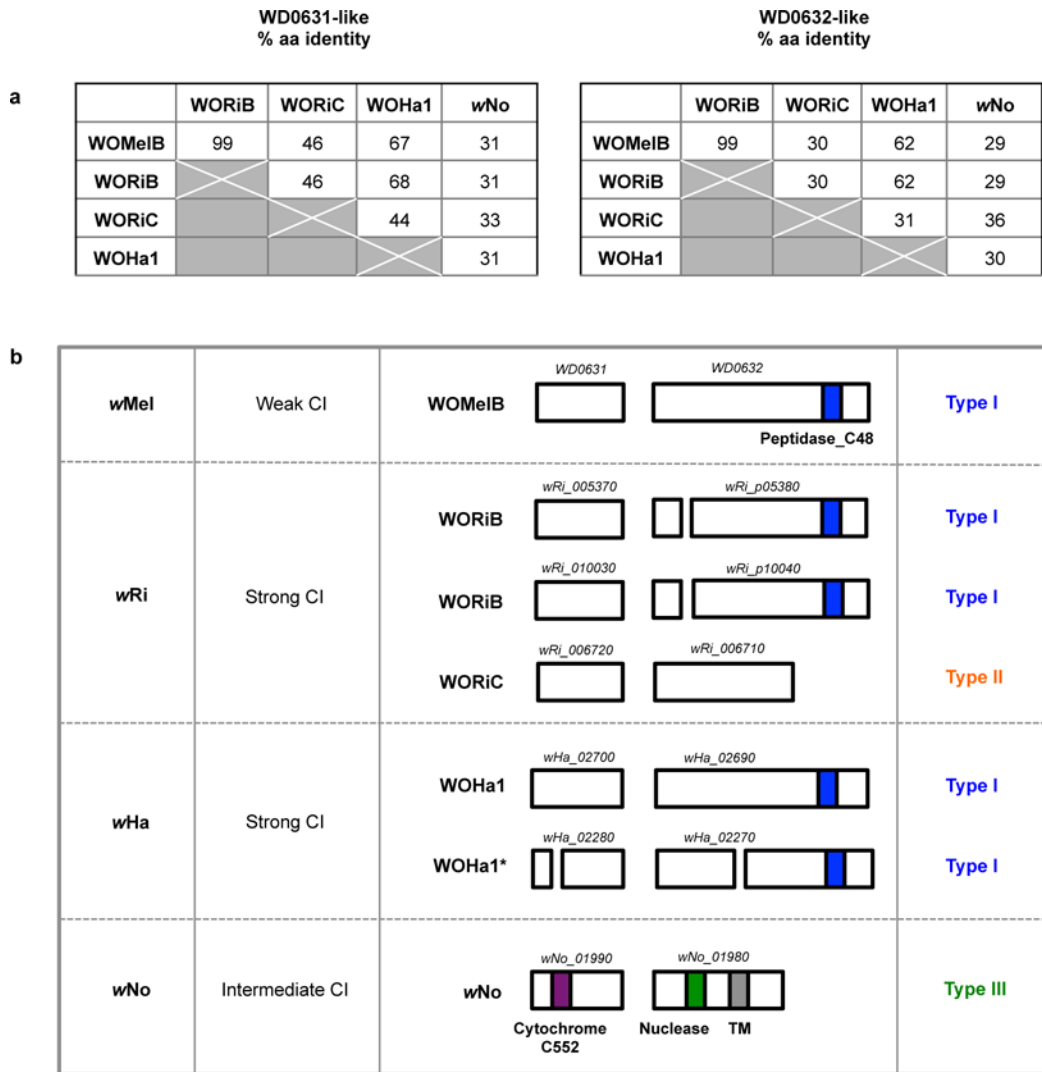 WD0631-like
% aa identity
WD0632-like
% aa identity
a
WORiB WORiC WOHa1 wNo
WOMelB 99 46 67 31
WORiB 46 68 31
WORiC 44 33
WOHa1 31
WORiB WORiC WOHa1 wNo
WOMelB 99 30 62 29
WORiB 30 62 29
WORiC 31 36
WOHa1 30
b
WD0631 WD0632
wMel Weak CI WOMelB Type I
Peptidase_C48
wRi_005370 wRi_p05380
WORiB Type I
wRi_010030 wRi_p10040
wRi Strong CI WORiB Type I
wRi_006720 wRi_006710
WORiC Type II
wHa_02700 wHa_02690
WOHa1 Type I
wHa Strong CI
wHa_02280 wHa_02270
WOHa1* Type I
wNo_01990 wNo_01980
wNo Intermediate CI wNo Type III
Cytochrome Nuclease TM
C552